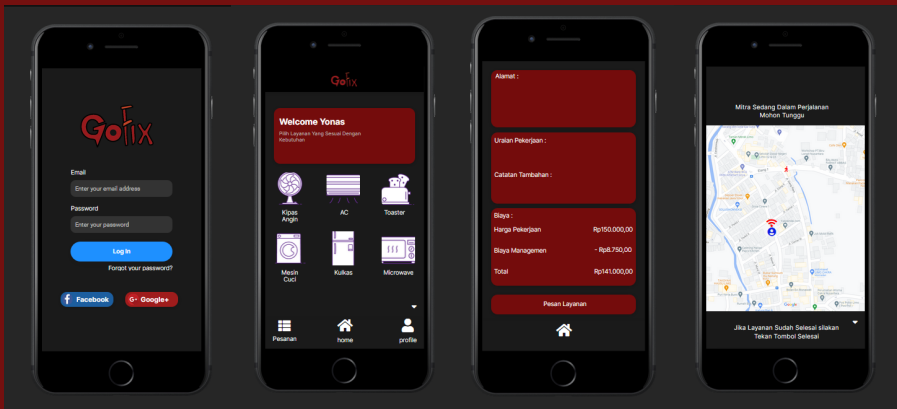 GoFix
Email
Enter your email address
Password
Enter your password
Log In
Forgot your password?
Facebook
G+ Google+
GoFix
Welcome Yonas
Pilih Layanan Yang Sesuai Dengan
Kebutuhan
Kipas
Angin
AC
Toaster
Mesin
Cuci
Kulkas
Microwave
Pesanan
home
profile
Alamat :
Uraian Pekerjaan :
Catatan Tambahan :
Biaya :
Harga Pekerjaan
Rp150.000,00
Biaya Managemen
- Rp8.750,00
Total
Rp141.000,00
Pesan Layanan
Mitra Sedang Dalam Perjalanan
Mohon Tunggu
Google
Jika Layanan Sudah Selesai silakan
Tekan Tombol Selesai